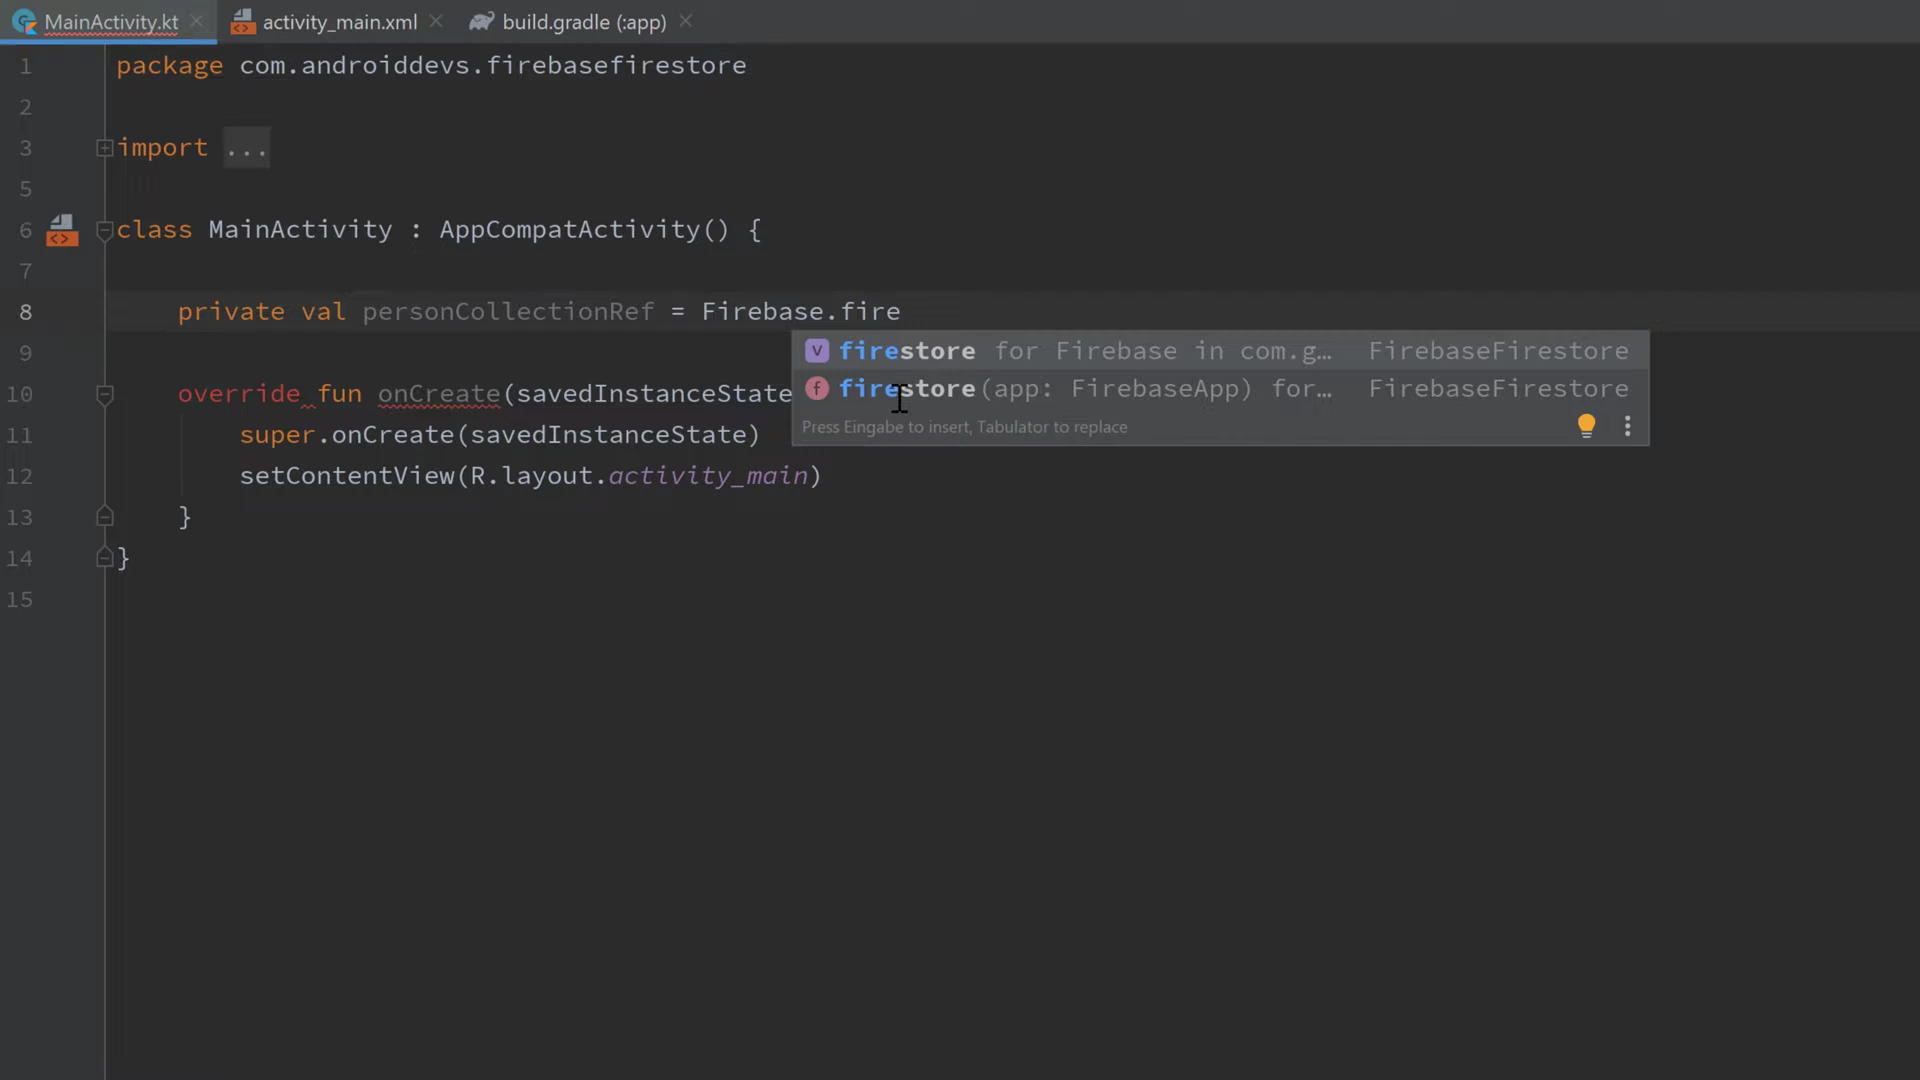 MainActivity.kt activity_main.xml build.gradle (:app)
1 package com.androiddevs.firebasefirestore
2
3 import ...
5
6 class MainActivity : AppCompatActivity() {
7
8 private val personCollectionRef = Firebase.fire
firestore for Firebase in com.g... FirebaseFirestore
firestore(app: FirebaseApp) for... FirebaseFirestore
Press Eingabe to insert, Tabulator to replace
9
10 override fun onCreate(savedInstanceState
11 super.onCreate(savedInstanceState)
12 setContentView(R.layout.activity_main)
13 }
14 }
15